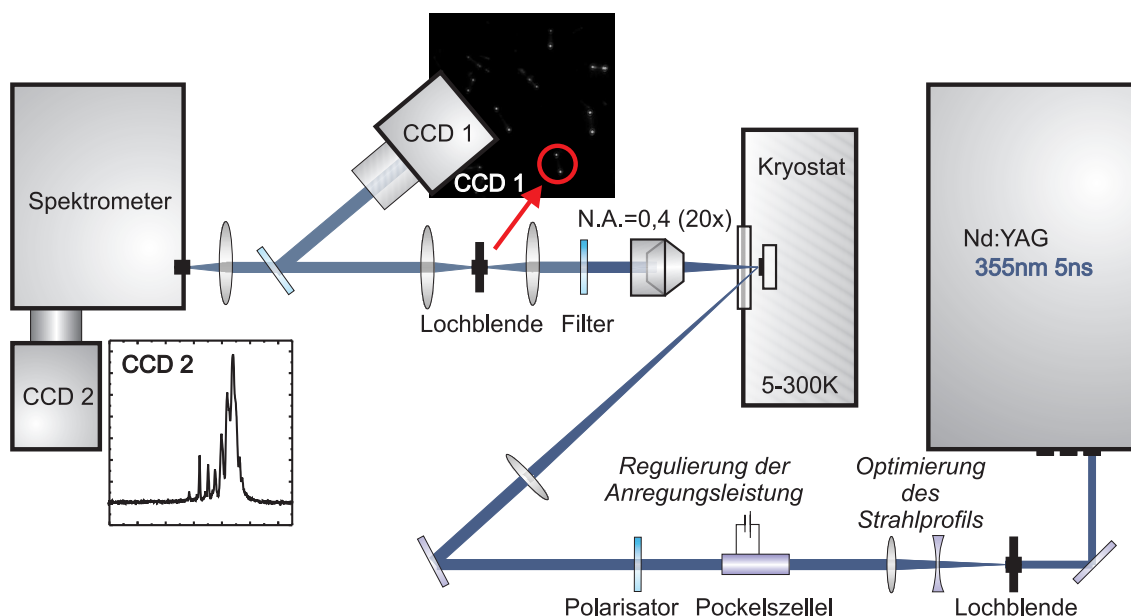 CCD 1
CCD 1
Spektrometer
Kryostat
N.A.=0,4 (20x)
Nd:YAG
355nm 5ns
Lochblende
Filter
CCD 2
CCD 2
5-300K
Regulierung der
Anregungsleistung
Optimierung
des
Strahlprofils
Polarisator
Pockelszellel
Lochblende